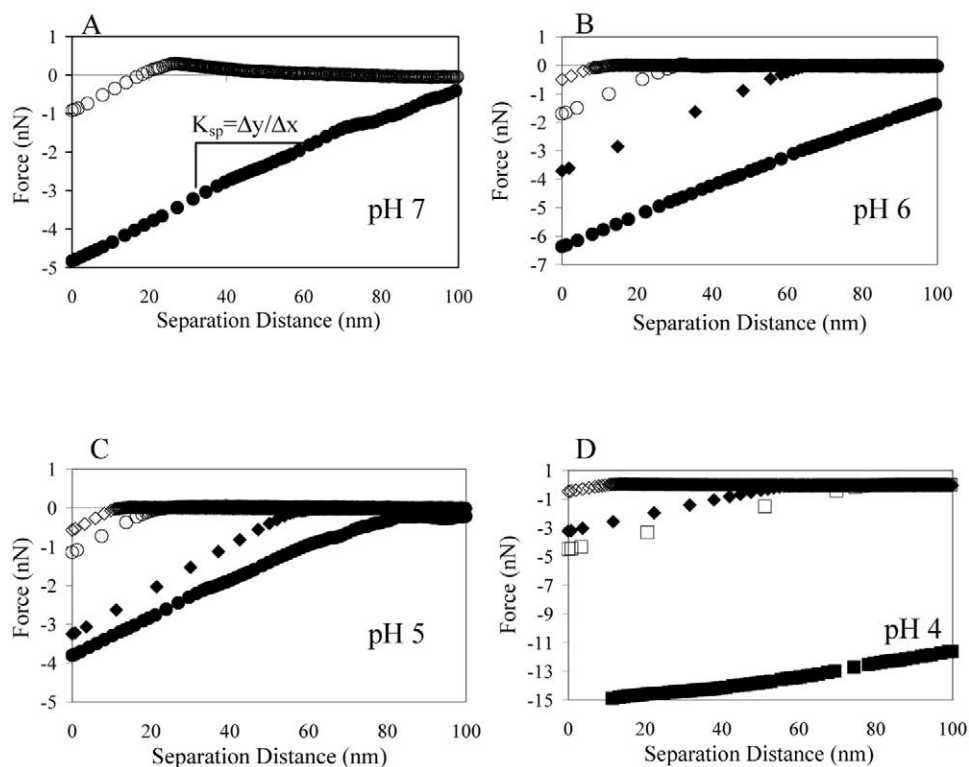 A
1
0
-1
-2
-3
-4
-5
Force (nN)
K_sp=Δy/Δx
pH 7
0 20 40 60 80 100
Separation Distance (nm)
B
1
0
-1
-2
-3
-4
-5
-6
-7
Force (nN)
pH 6
0 20 40 60 80 100
Separation Distance (nm)
C
1
0
-1
-2
-3
-4
-5
Force (nN)
pH 5
0 20 40 60 80 100
Separation Distance (nm)
D
1
-1
-3
-5
-7
-9
-11
-13
-15
Force (nN)
pH 4
0 20 40 60 80 100
Separation Distance (nm)